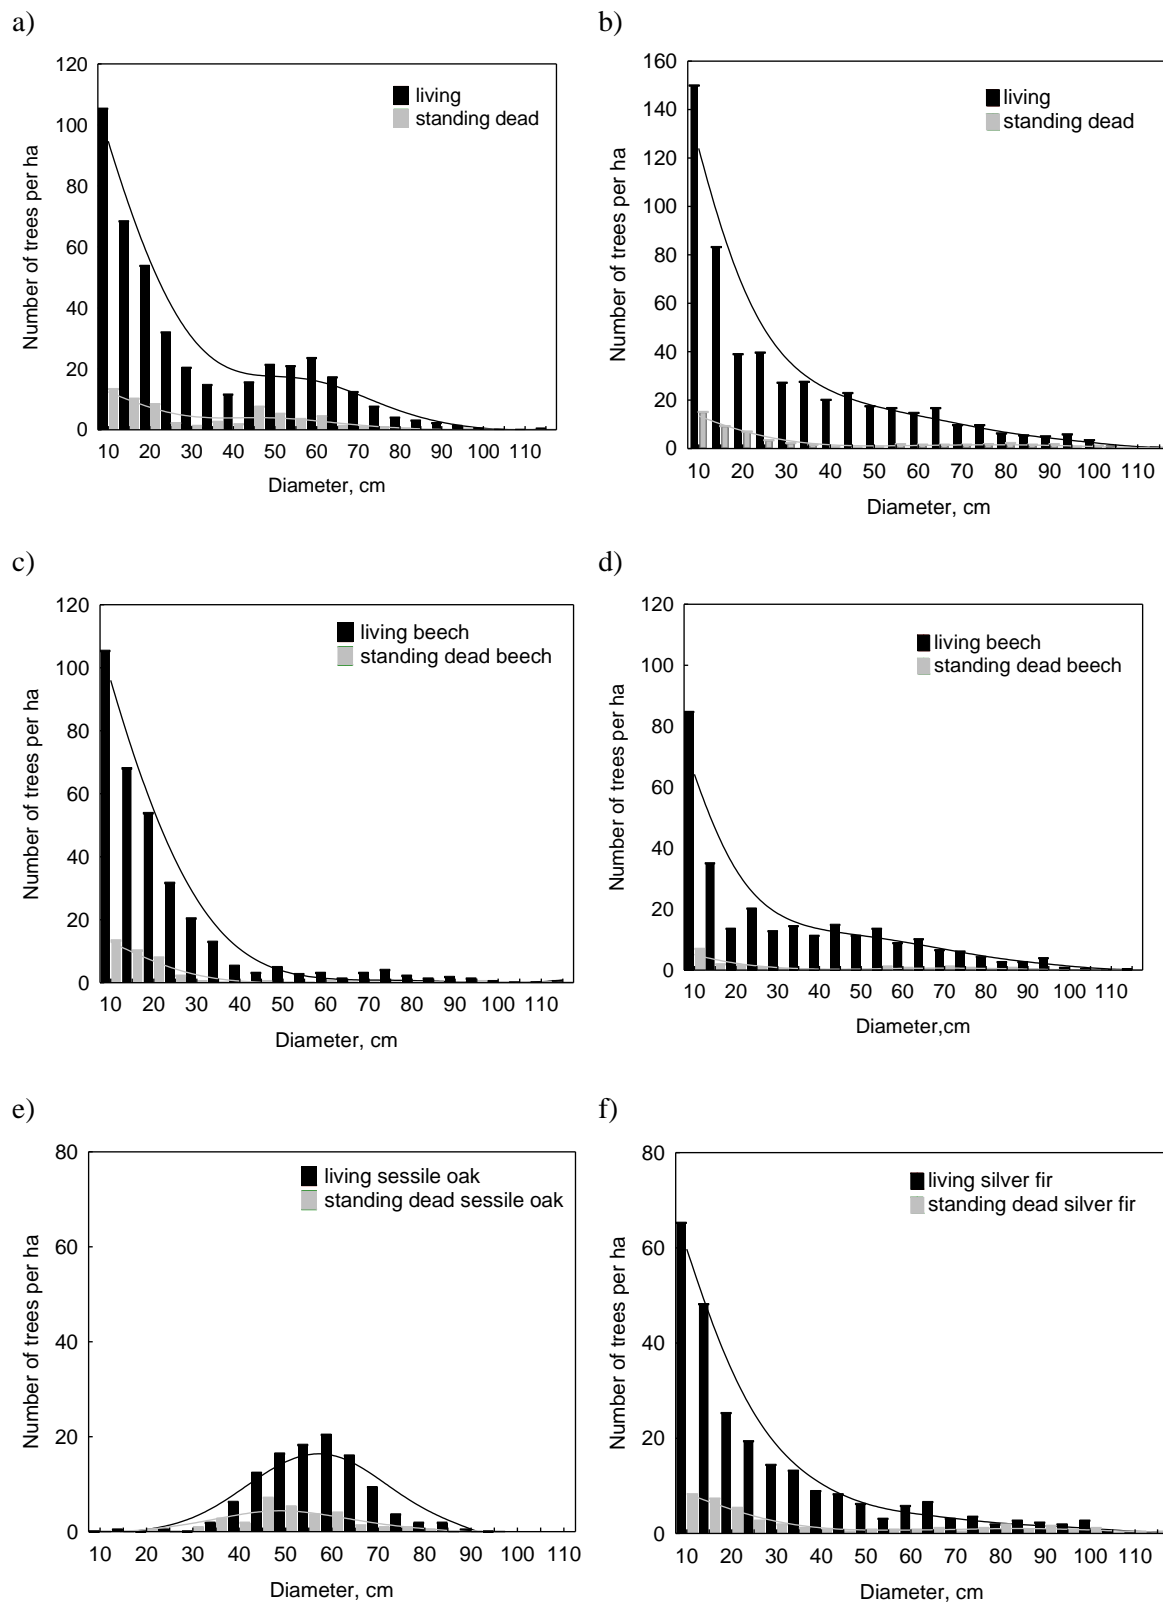 a)
120
100
80
60
40
20
0
Number of trees per ha
living
standing dead
10 20 30 40 50 60 70 80 90 100 110
Diameter, cm
b)
160
140
120
100
80
60
40
20
0
Number of trees per ha
living
standing dead
10 20 30 40 50 60 70 80 90 100 110
Diameter, cm
c)
120
100
80
60
40
20
0
Number of trees per ha
living beech
standing dead beech
10 20 30 40 50 60 70 80 90 100 110
Diameter, cm
d)
120
100
80
60
40
20
0
Number of trees per ha
living beech
standing dead beech
10 20 30 40 50 60 70 80 90 100 110
Diameter,cm
e)
80
60
40
20
0
Number of trees per ha
living sessile oak
standing dead sessile oak
10 20 30 40 50 60 70 80 90 100 110
Diameter, cm
f)
80
60
40
20
0
Number of trees per ha
living silver fir
standing dead silver fir
10 20 30 40 50 60 70 80 90 100 110
Diameter, cm